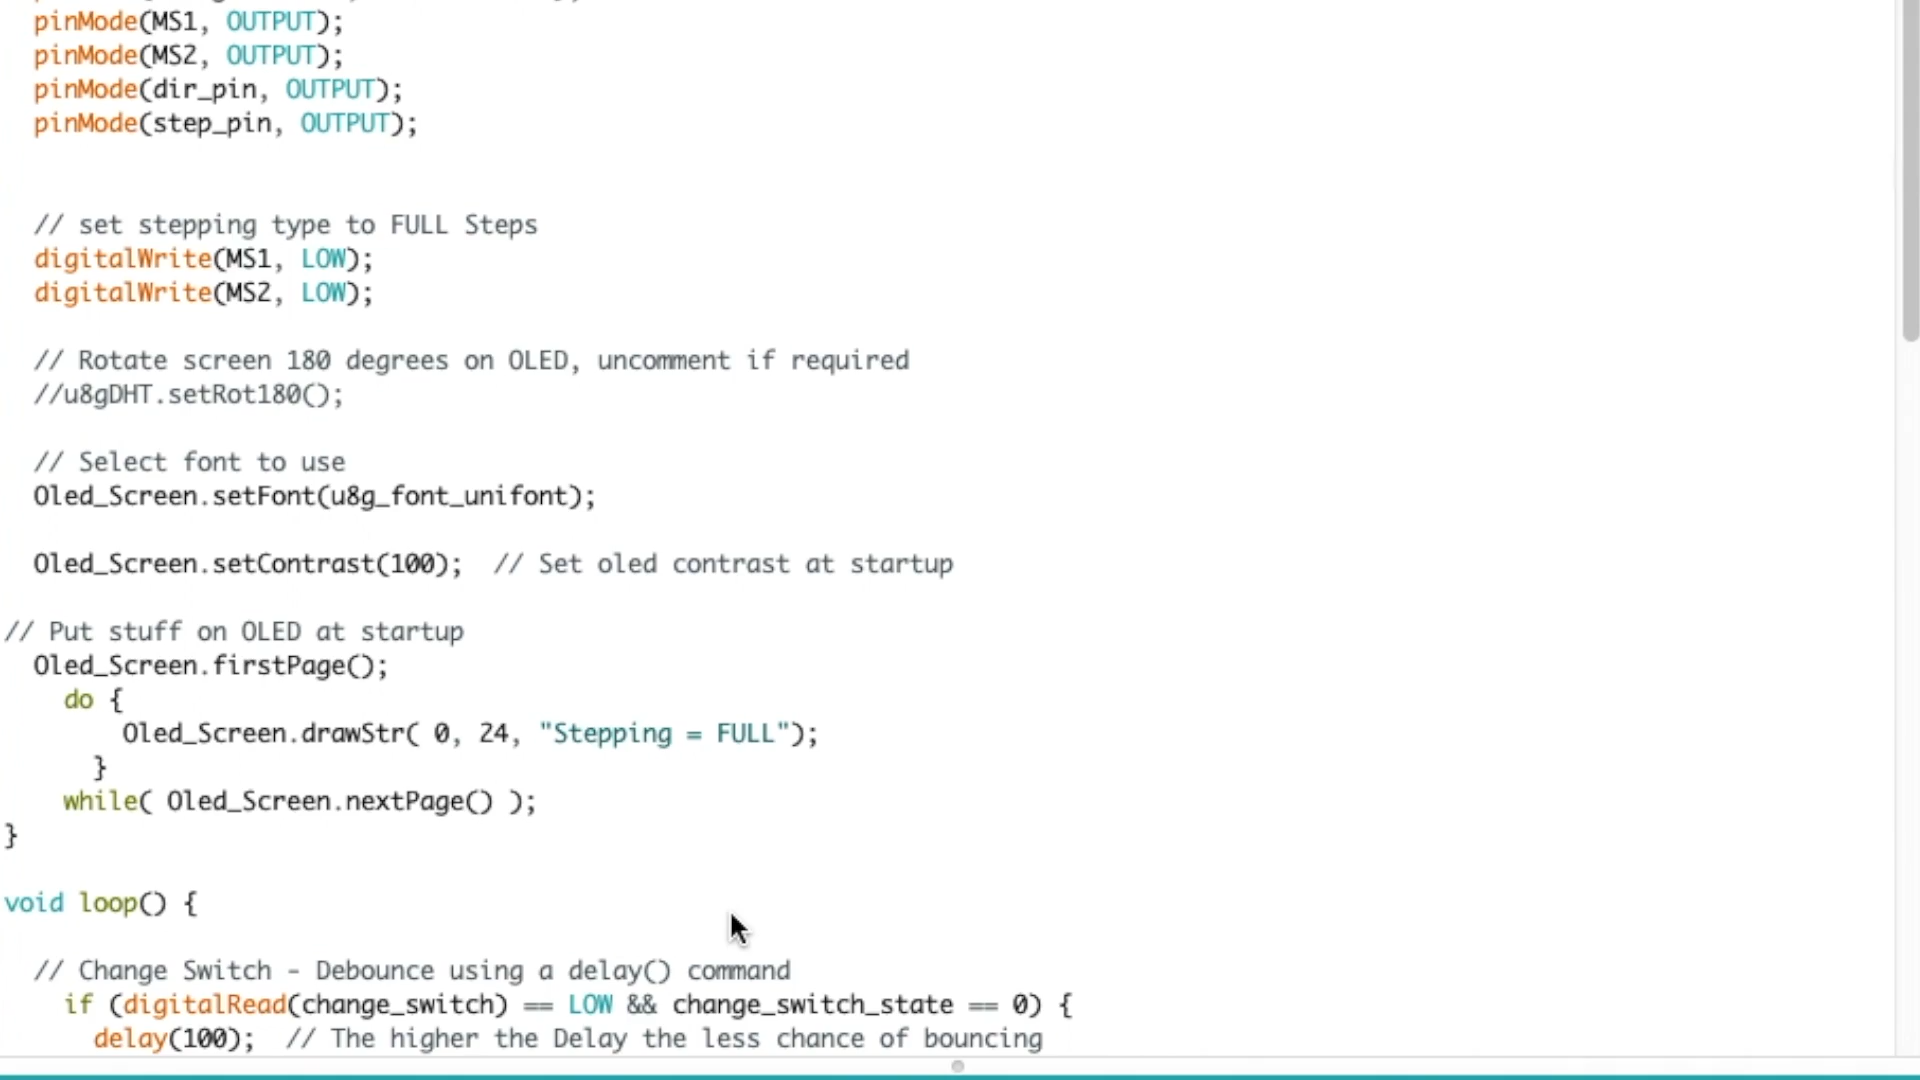 pinMode(MS1, OUTPUT);
pinMode(MS2, OUTPUT);
pinMode(dir_pin, OUTPUT);
pinMode(step_pin, OUTPUT);
// set stepping type to FULL Steps
digitalWrite(MS1, LOW);
digitalWrite(MS2, LOW);
// Rotate screen 180 degrees on OLED, uncomment if required
//u8gDHT.setRot180();
// Select font to use
Oled_Screen.setFont(u8g_font_unifont);
Oled_Screen.setContrast(100);  // Set oled contrast at startup
// Put stuff on OLED at startup
Oled_Screen.firstPage();
do {
Oled_Screen.drawStr( 0, 24, "Stepping = FULL");
}
while( Oled_Screen.nextPage() );
}
void loop() {
// Change Switch - Debounce using a delay() command
if (digitalRead(change_switch) == LOW && change_switch_state == 0) {
delay(100);  // The higher the Delay the less chance of bouncing